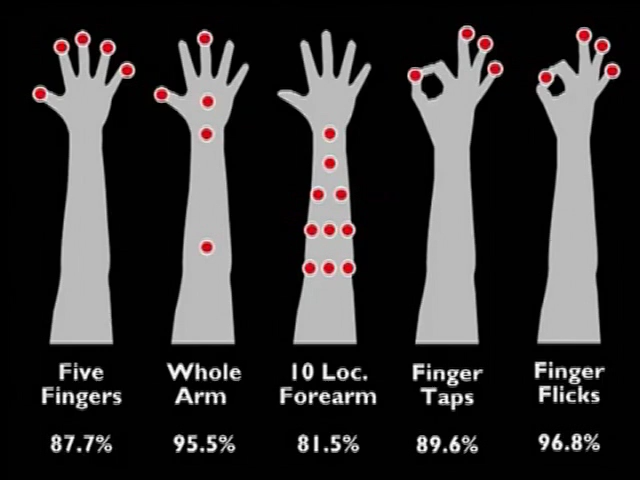 Five Fingers
87.7%
Whole Arm
95.5%
10 Loc. Forearm
81.5%
Finger Taps
89.6%
Finger Flicks
96.8%